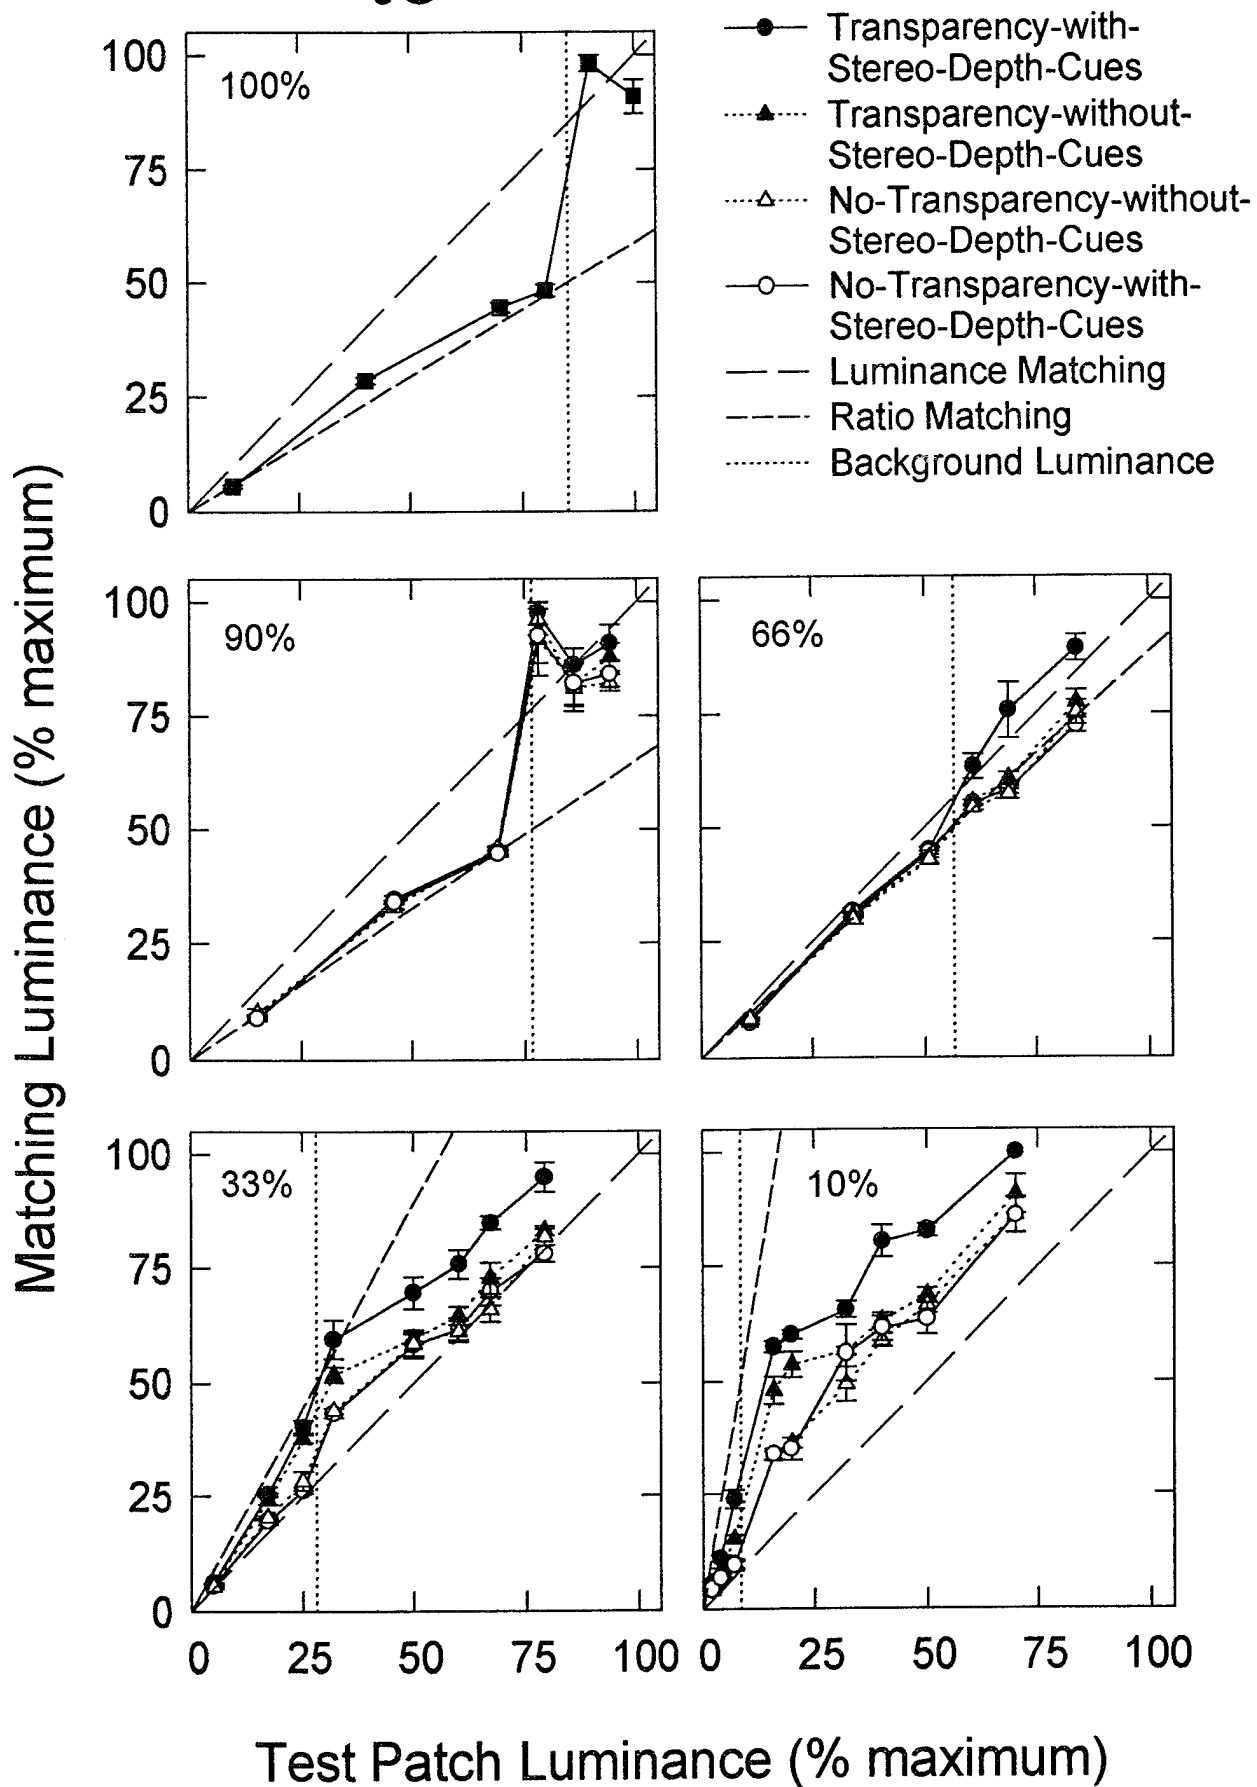 Transparency-with-
Stereo-Depth-Cues
Transparency-without-
Stereo-Depth-Cues
No-Transparency-without-
Stereo-Depth-Cues
No-Transparency-with-
Stereo-Depth-Cues
Luminance Matching
Ratio Matching
Background Luminance
100%
100
75
50
25
0
90%
100
75
50
25
0
66%
33%
100
75
50
25
0
0 25 50 75 100
10%
0 25 50 75 100
Matching Luminance (% maximum)
Test Patch Luminance (% maximum)